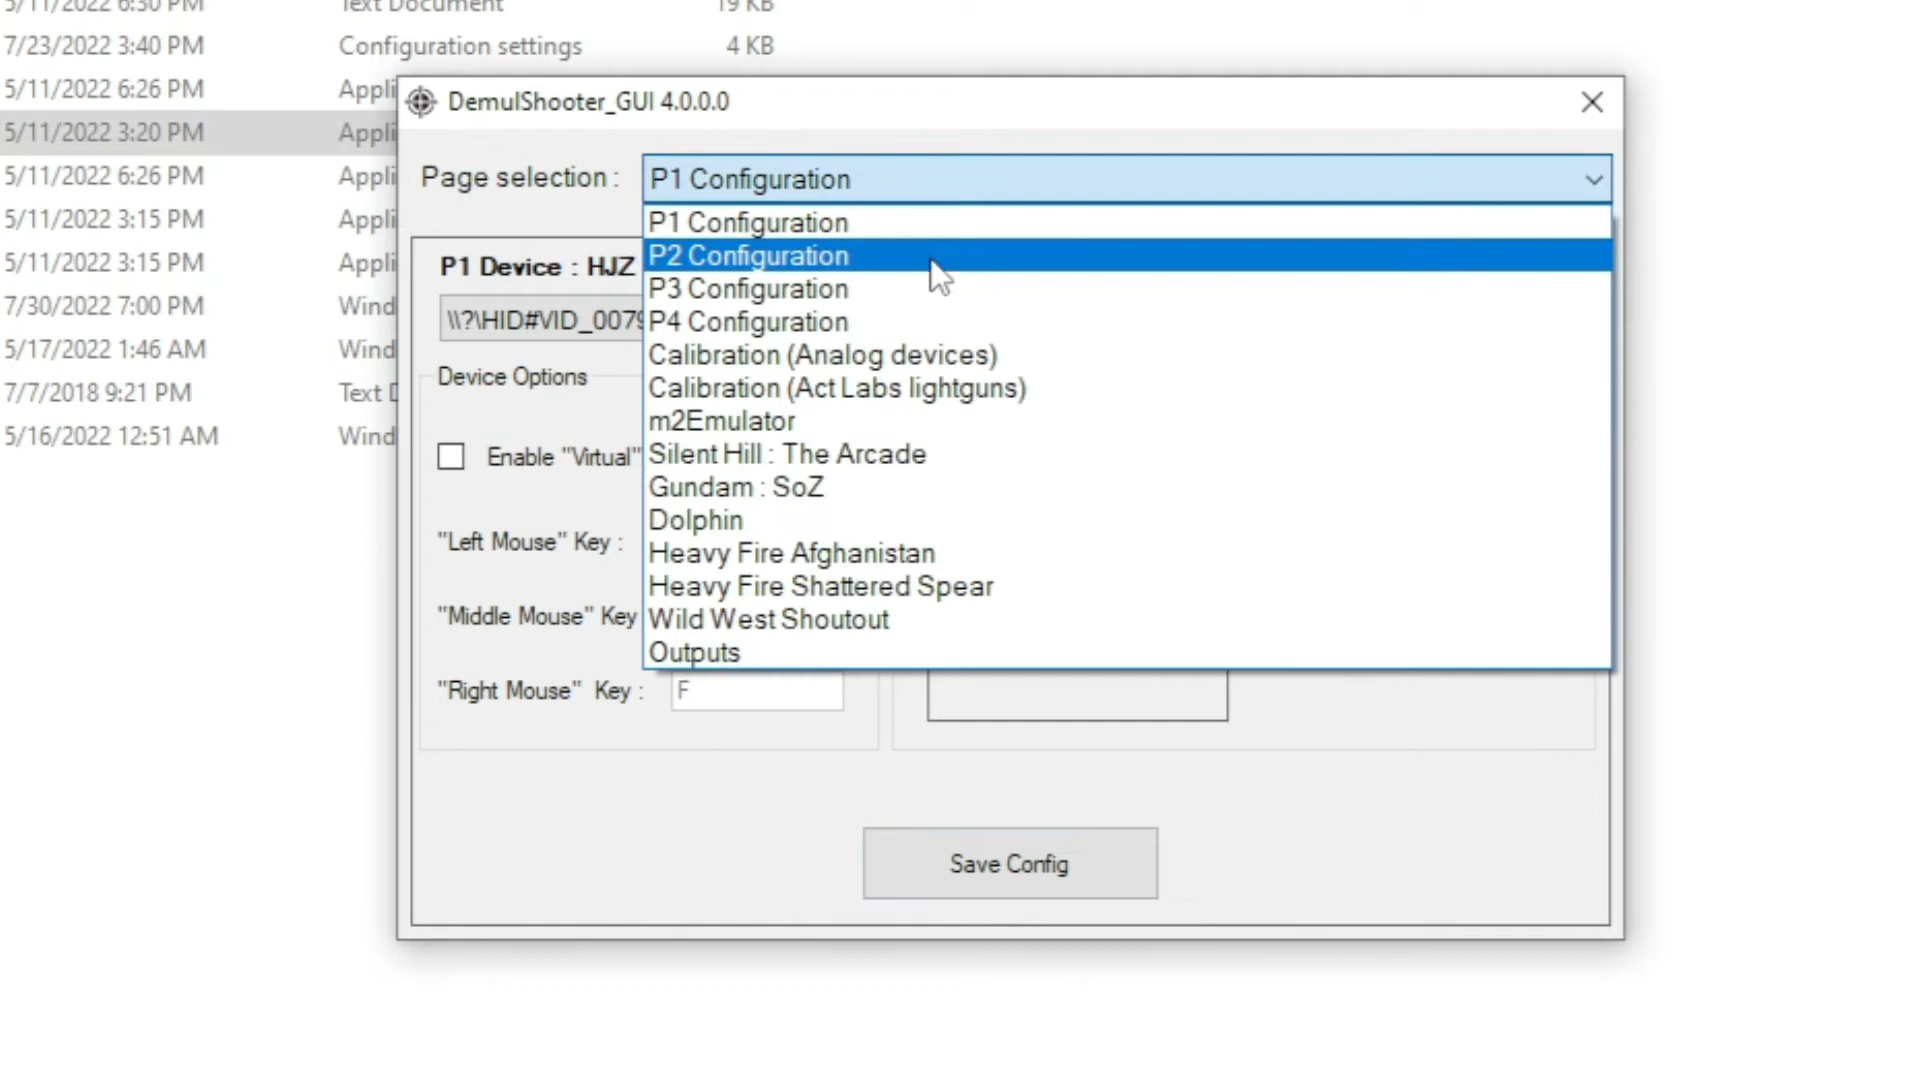 5/11/2022 6:30 PM Text Document 19 KB
7/23/2022 3:40 PM Configuration settings 4 KB
5/11/2022 6:26 PM Appli
5/11/2022 3:20 PM Appli
5/11/2022 6:26 PM Appli
5/11/2022 3:15 PM Appli
5/11/2022 3:15 PM Appli
7/30/2022 7:00 PM Wind
5/17/2022 1:46 AM Wind
7/7/2018 9:21 PM Text D
5/16/2022 12:51 AM Wind
DemulShooter_GUI 4.0.0.0
Page selection : P1 Configuration
P1 Configuration
P2 Configuration
P3 Configuration
P4 Configuration
Calibration (Analog devices)
Calibration (Act Labs lightguns)
m2Emulator
Silent Hill : The Arcade
Gundam : SoZ
Dolphin
Heavy Fire Afghanistan
Heavy Fire Shattered Spear
Wild West Shoutout
Outputs
P1 Device : HJZ
\\?\HID#VID_0079
Device Options
Enable "Virtual"
"Left Mouse" Key :
"Middle Mouse" Key
"Right Mouse" Key : F
Save Config